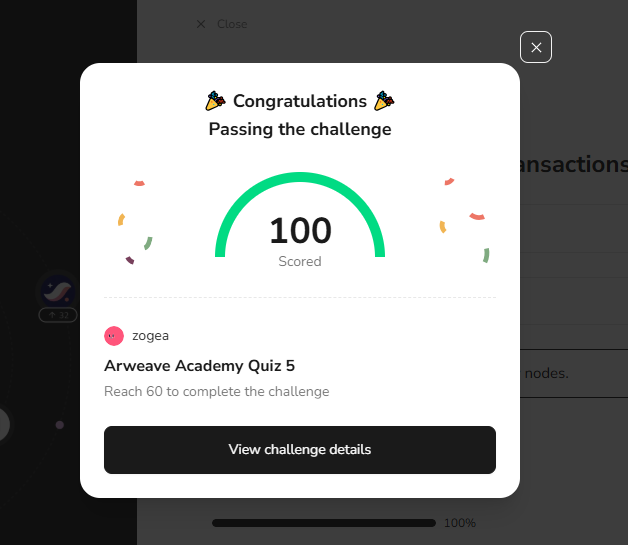 Close
Congratulations
Passing the challenge
ansactions
100
Scored
32
zogea
Arweave Academy Quiz 5
nodes.
Reach 60 to complete the challenge
View challenge details
100%